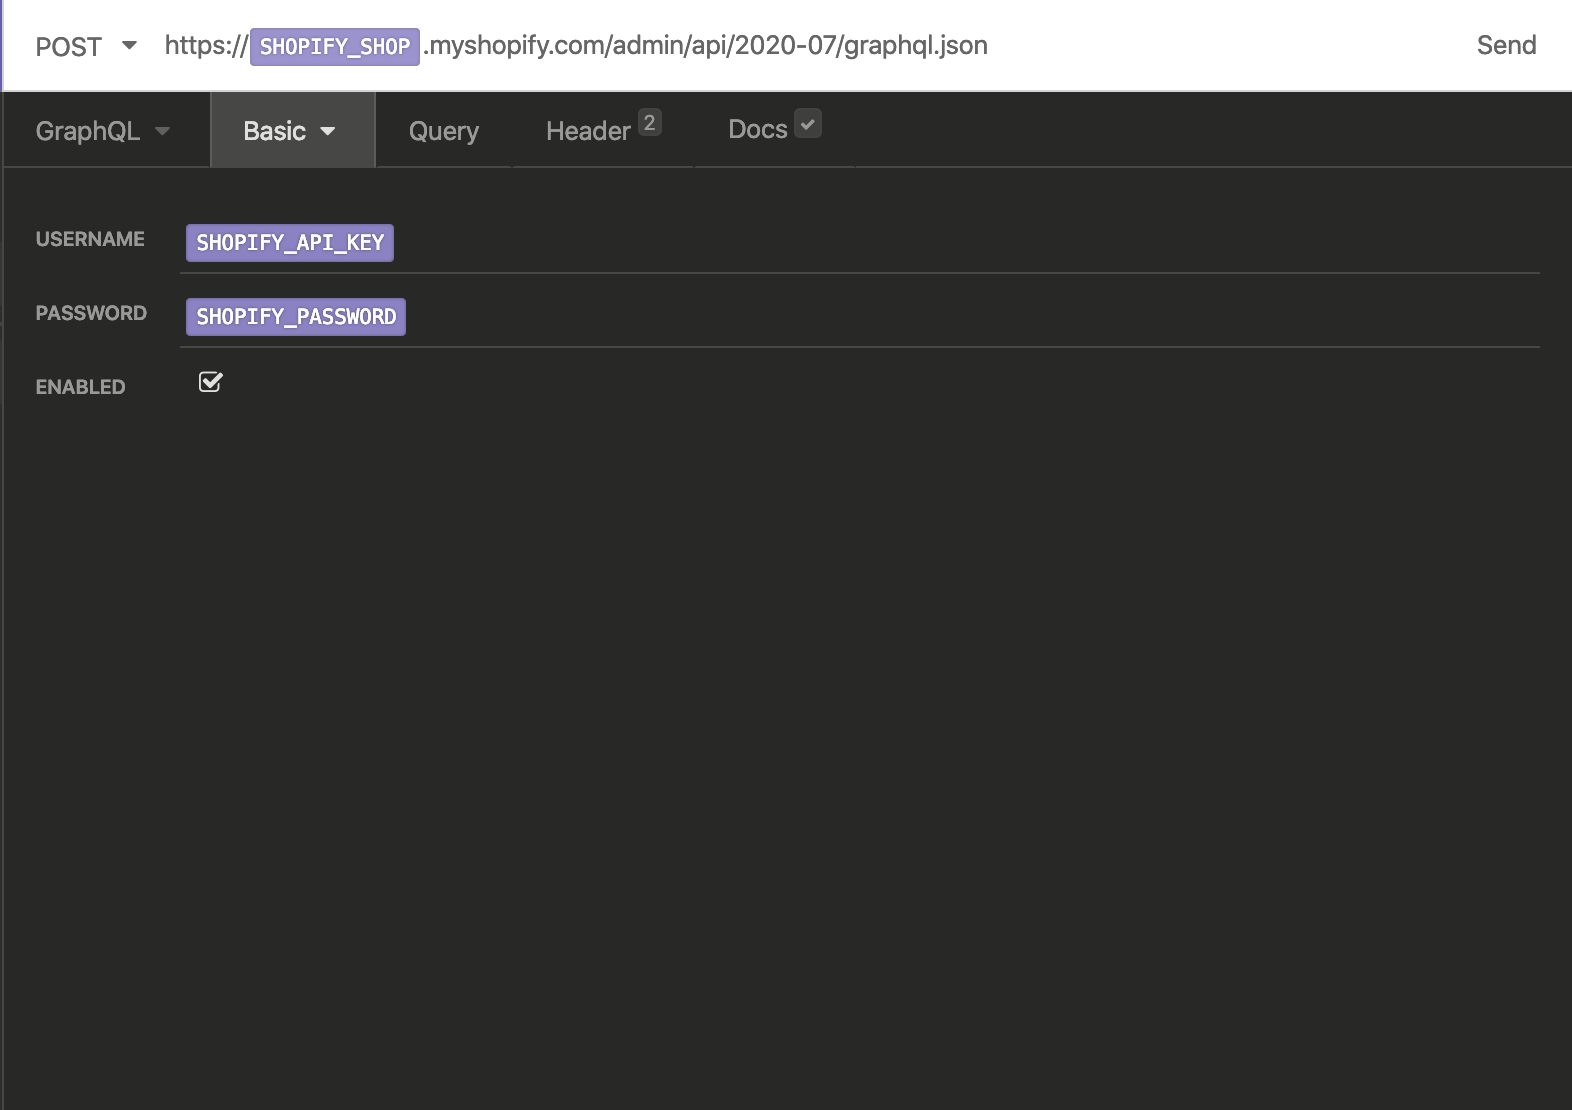 POST https://SHOPIFY_SHOP.myshopify.com/admin/api/2020-07/graphql.json Send
GraphQL Basic Query Header 2 Docs
USERNAME SHOPIFY_API_KEY
PASSWORD SHOPIFY_PASSWORD
ENABLED